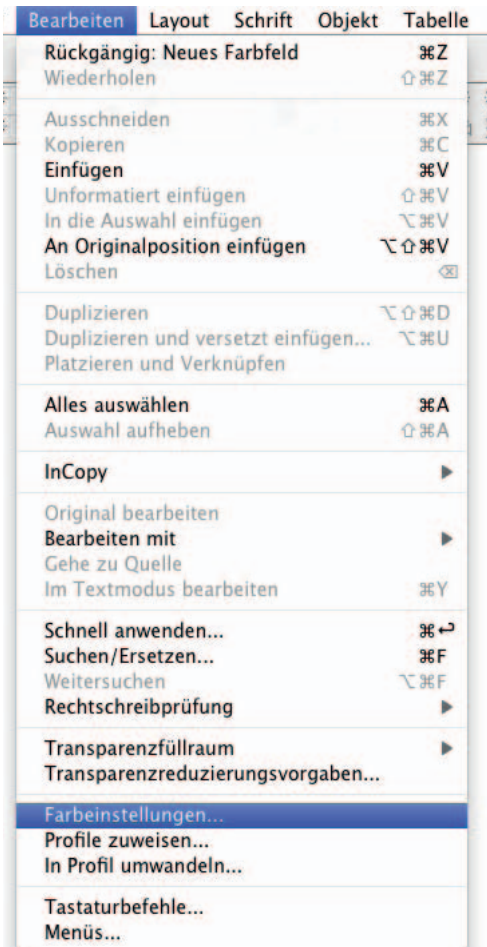 Bearbeiten Layout Schrift Objekt Tabelle
Rückgängig: Neues Farbfeld ⌘Z
Wiederholen ⇧⌘Z
Ausschneiden ⌘X
Kopieren ⌘C
Einfügen ⌘V
Unformatiert einfügen ⇧⌘V
In die Auswahl einfügen ⌥⌘V
An Originalposition einfügen ⌥⇧⌘V
Löschen ⌫
Duplizieren ⌥⇧⌘D
Duplizieren und versetzt einfügen... ⌥⌘U
Platzieren und Verknüpfen
Alles auswählen ⌘A
Auswahl aufheben ⇧⌘A
InCopy ▶
Original bearbeiten
Bearbeiten mit ▶
Gehe zu Quelle
Im Textmodus bearbeiten ⌘Y
Schnell anwenden... ⌘↩
Suchen/Ersetzen... ⌘F
Weitersuchen ⌥⌘F
Rechtschreibprüfung ▶
Transparenzfüllraum ▶
Transparenzreduzierungsvorgaben...
Farbeinstellungen...
Profile zuweisen...
In Profil umwandeln...
Tastaturbefehle...
Menüs...